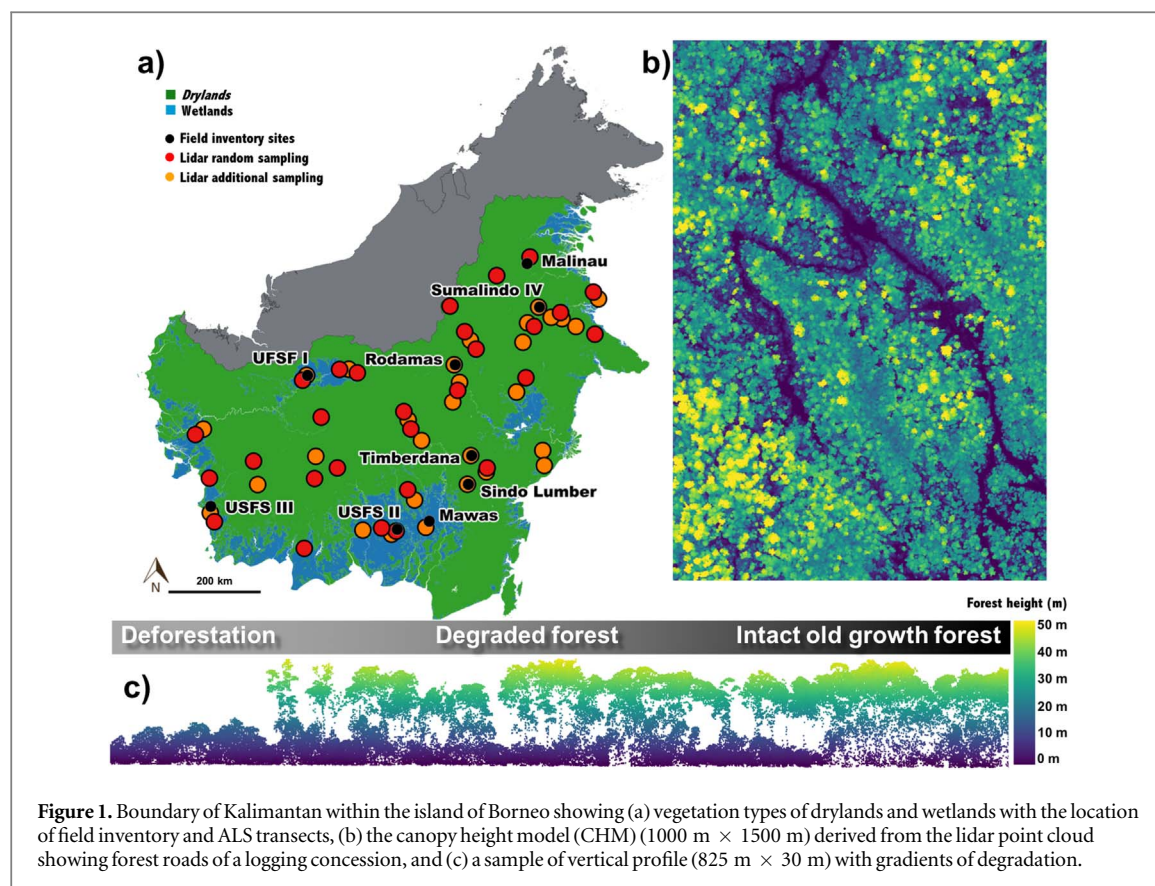 a)
Drylands
Wetlands
Field inventory sites
Lidar random sampling
Lidar additional sampling
b)
Malinau
Sumalindo IV
UFSF I
Rodamas
Timberdana
Sindo Lumber
USFS III
USFS II
Mawas
N
200 km
Forest height (m)
Deforestation
Degraded forest
Intact old growth forest
50 m
40 m
30 m
20 m
10 m
0 m
c)
Figure 1. Boundary of Kalimantan within the island of Borneo showing (a) vegetation types of drylands and wetlands with the location
of field inventory and ALS transects, (b) the canopy height model (CHM) (1000 m × 1500 m) derived from the lidar point cloud
showing forest roads of a logging concession, and (c) a sample of vertical profile (825 m × 30 m) with gradients of degradation.